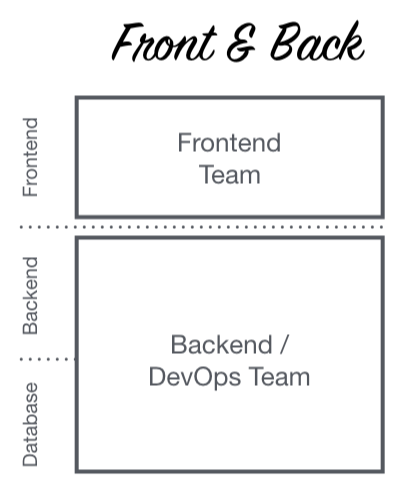 Front & Back
Frontend
Frontend
Team
Backend
Backend /
DevOps Team
Database